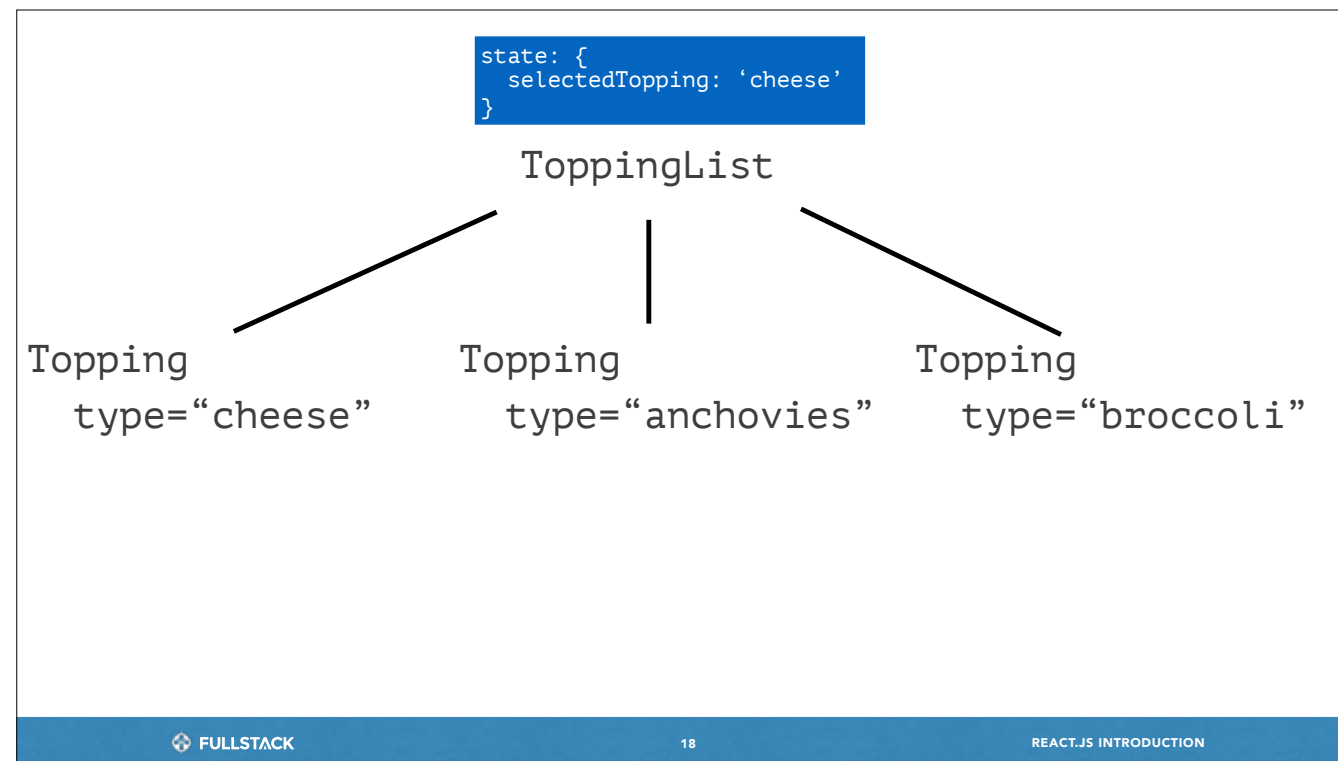 state: {
  selectedTopping: ‘cheese’
}
ToppingList
Topping
  type=“cheese”
Topping
  type=“anchovies”
Topping
  type=“broccoli”
FULLSTACK
18
REACT.JS INTRODUCTION